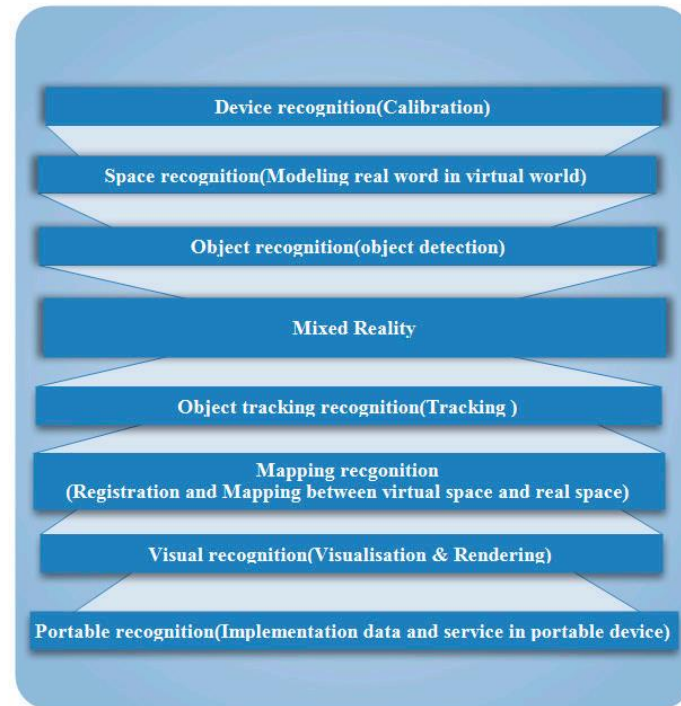 Device recognition(Calibration)
Space recognition(Modeling real word in virtual world)
Object recognition(object detection)
Mixed Reality
Object tracking recognition(Tracking )
Mapping recgonition
(Registration and Mapping between virtual space and real space)
Visual recognition(Visualisation & Rendering)
Portable recognition(Implementation data and service in portable device)